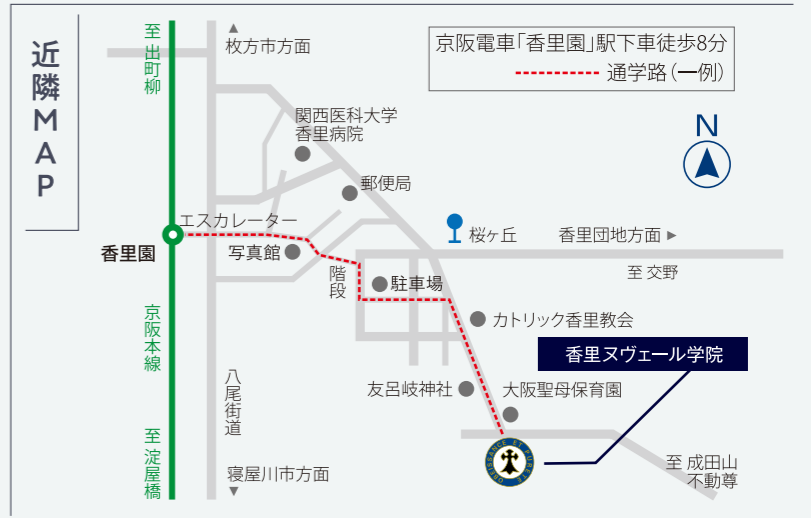 近隣MAP
至 出町柳
▲
枚方市方面
京阪電車「香里園」駅下車徒歩8分
通学路(一例)
N
関西医科大学
香里病院
郵便局
エスカレーター
香里園
写真館
桜ヶ丘
香里団地方面 ▶
至 交野
階段
駐車場
京阪本線
カトリック香里教会
香里ヌヴェール学院
八尾街道
友呂岐神社
大阪聖母保育園
至 淀屋橋
寝屋川市方面
▼
至 成田山
不動尊
OBEISSANCE ET PURETE